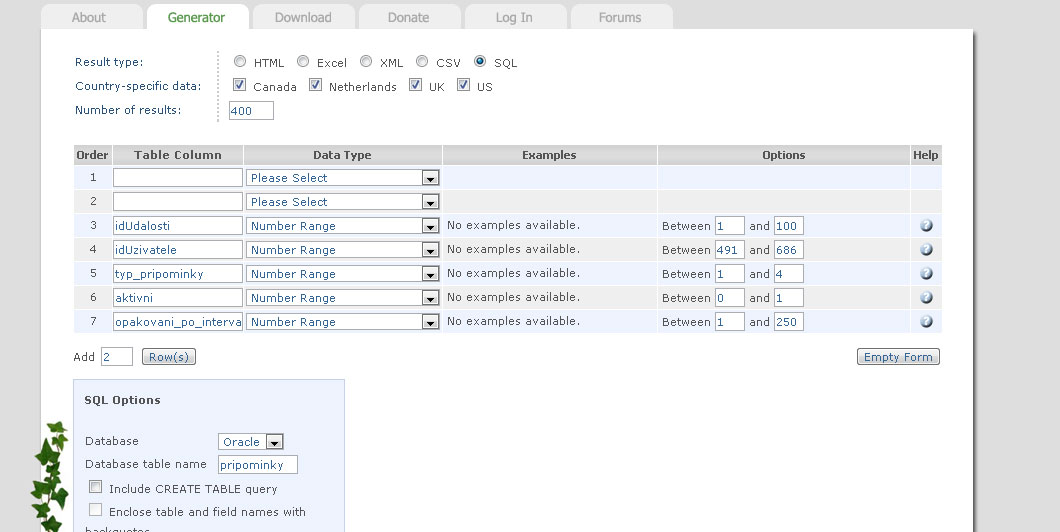 About Generator Download Donate Log In Forums
Result type: HTML Excel XML CSV SQL
Country-specific data: Canada Netherlands UK US
Number of results: 400
Order Table Column Data Type Examples Options Help
1 Please Select
2 Please Select
3 idUdalosti Number Range No examples available. Between 1 and 100 ?
4 idUzivatele Number Range No examples available. Between 491 and 686 ?
5 typ_pripominky Number Range No examples available. Between 1 and 4 ?
6 aktivni Number Range No examples available. Between 0 and 1 ?
7 opakovani_po_interva Number Range No examples available. Between 1 and 250 ?
Add 2 Row(s) Empty Form
SQL Options
Database Oracle
Database table name pripominky
Include CREATE TABLE query
Enclose table and field names with
backquotes